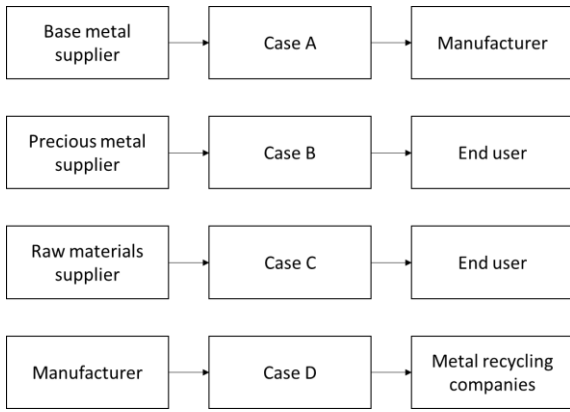 Base metal
supplier
Case A
Manufacturer
Precious metal
supplier
Case B
End user
Raw materials
supplier
Case C
End user
Manufacturer
Case D
Metal recycling
companies